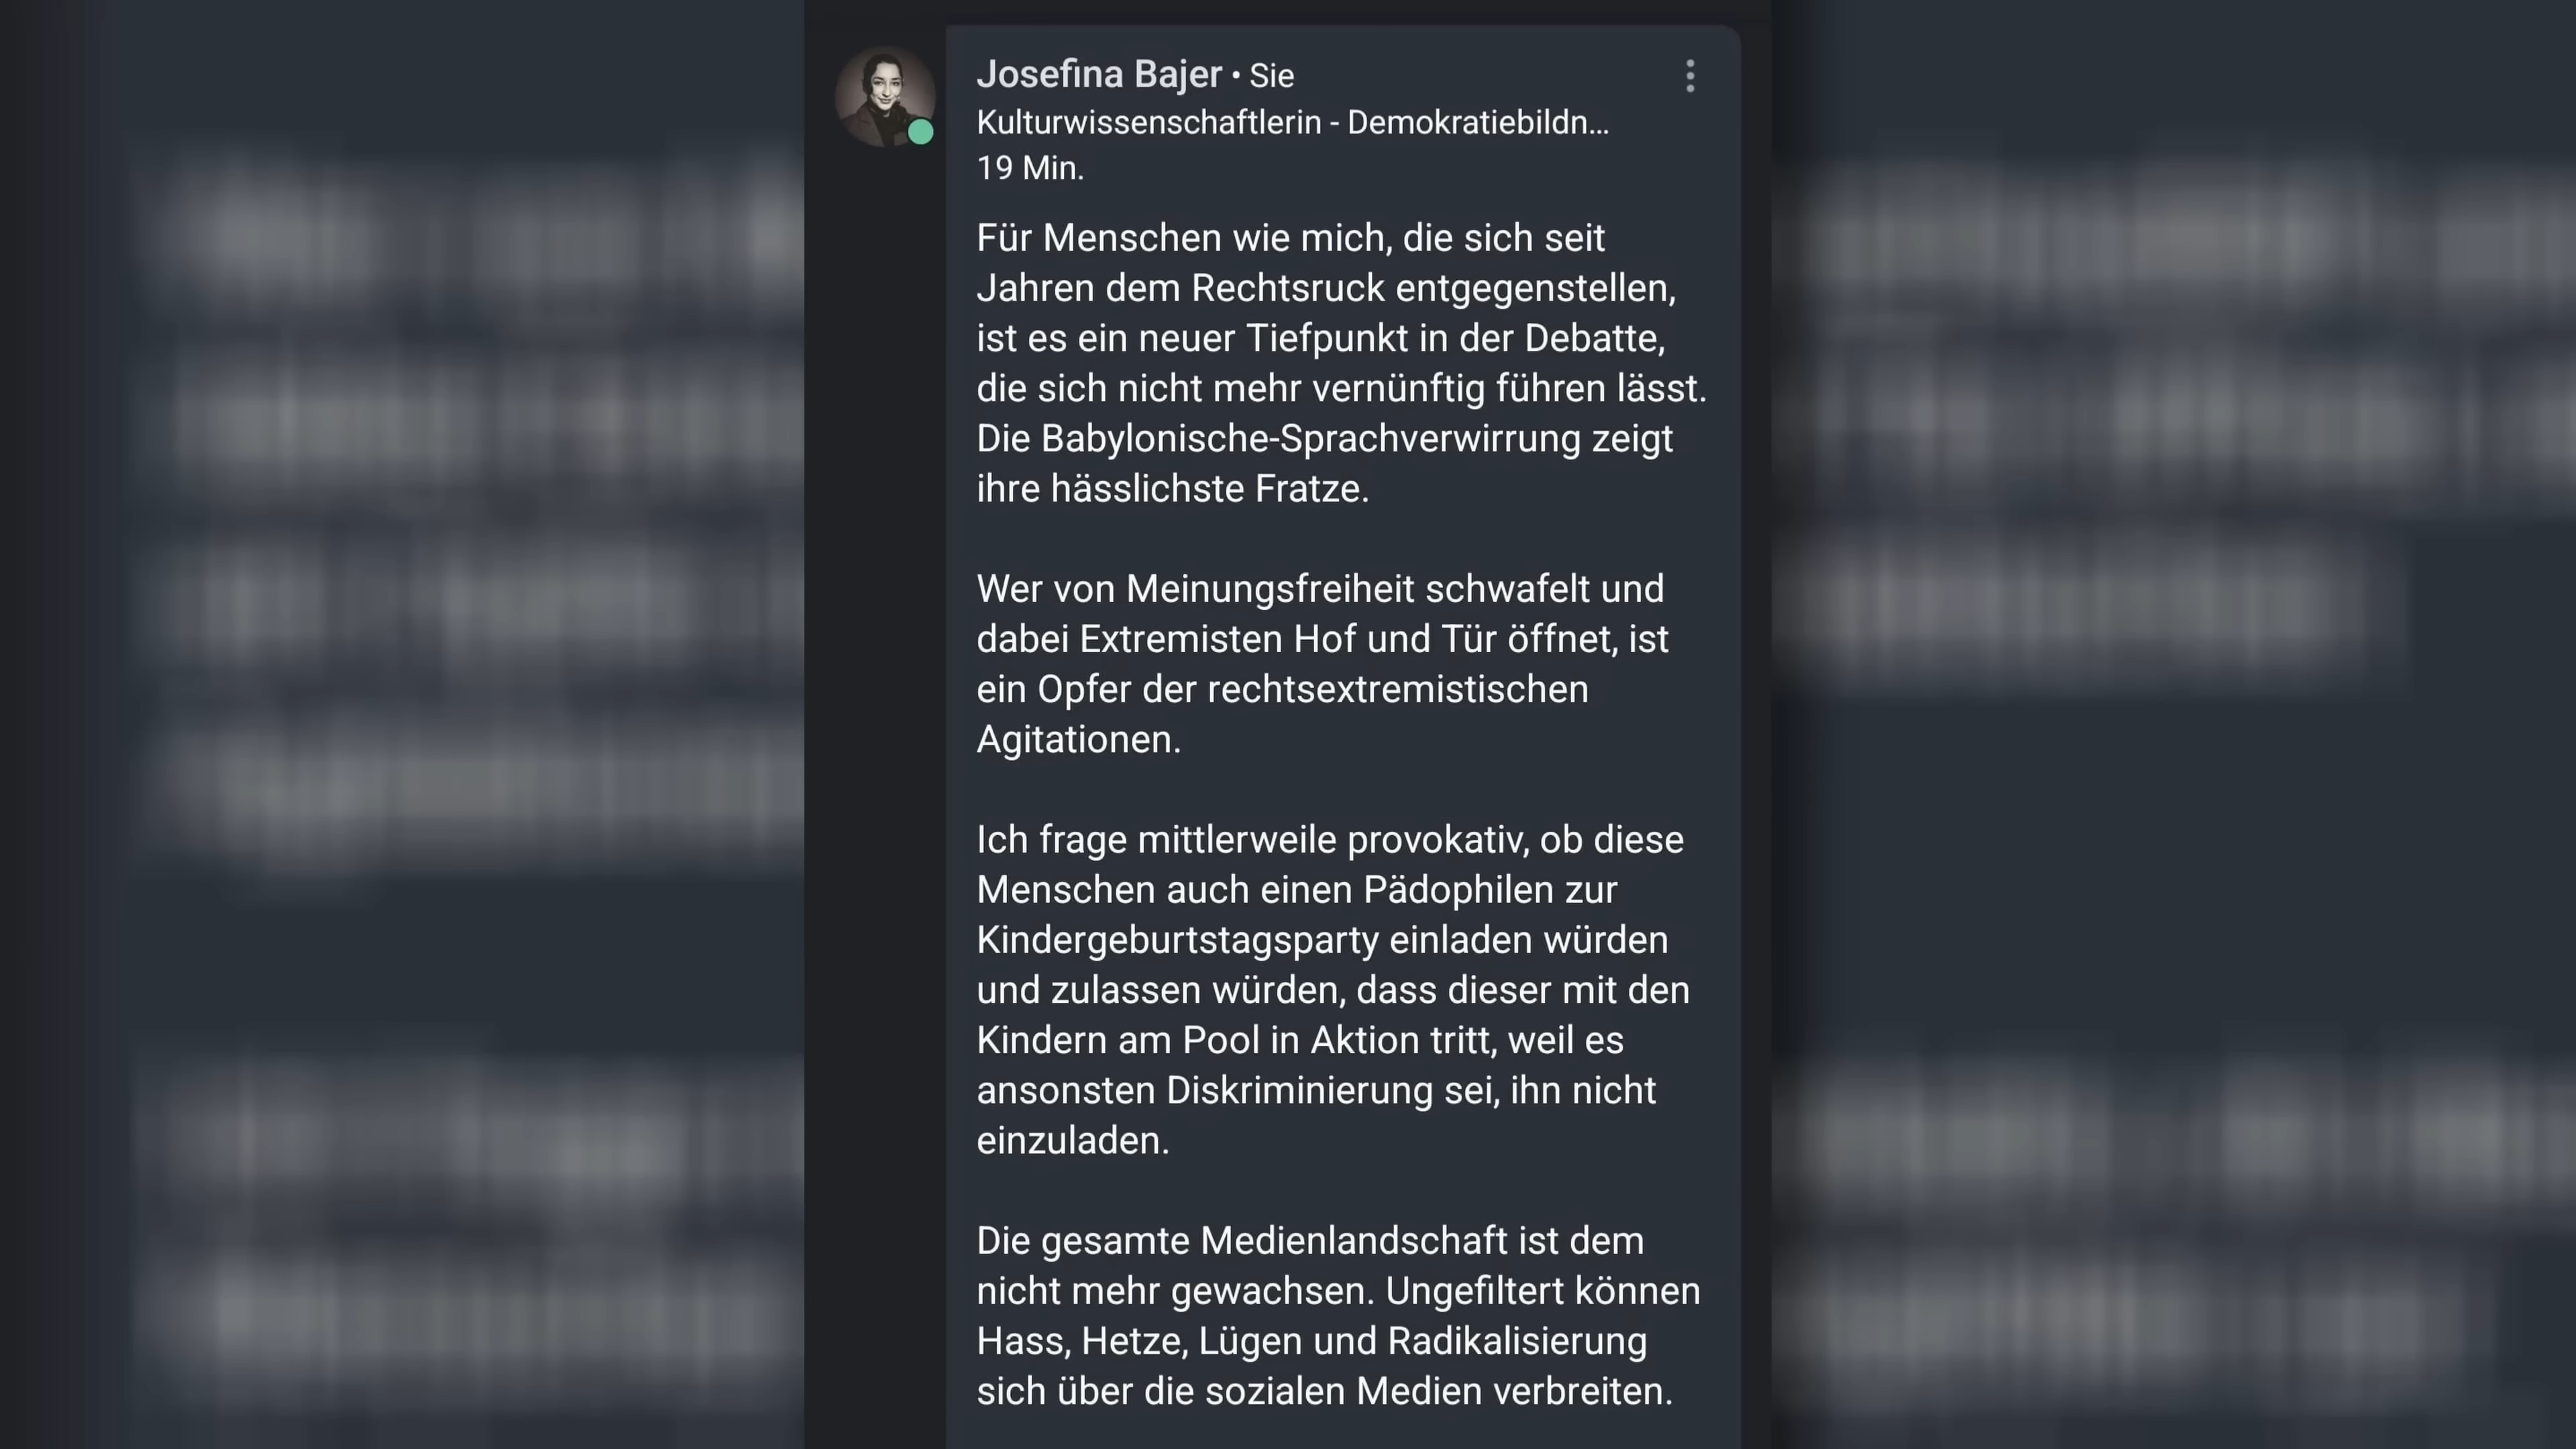 Josefina Bajer • Sie
Kulturwissenschaftlerin - Demokratiebildn...
19 Min.
Für Menschen wie mich, die sich seit
Jahren dem Rechtsruck entgegenstellen,
ist es ein neuer Tiefpunkt in der Debatte,
die sich nicht mehr vernünftig führen lässt.
Die Babylonische-Sprachverwirrung zeigt
ihre hässlichste Fratze.
Wer von Meinungsfreiheit schwafelt und
dabei Extremisten Hof und Tür öffnet, ist
ein Opfer der rechtsextremistischen
Agitationen.
Ich frage mittlerweile provokativ, ob diese
Menschen auch einen Pädophilen zur
Kindergeburtstagsparty einladen würden
und zulassen würden, dass dieser mit den
Kindern am Pool in Aktion tritt, weil es
ansonsten Diskriminierung sei, ihn nicht
einzuladen.
Die gesamte Medienlandschaft ist dem
nicht mehr gewachsen. Ungefiltert können
Hass, Hetze, Lügen und Radikalisierung
sich über die sozialen Medien verbreiten.